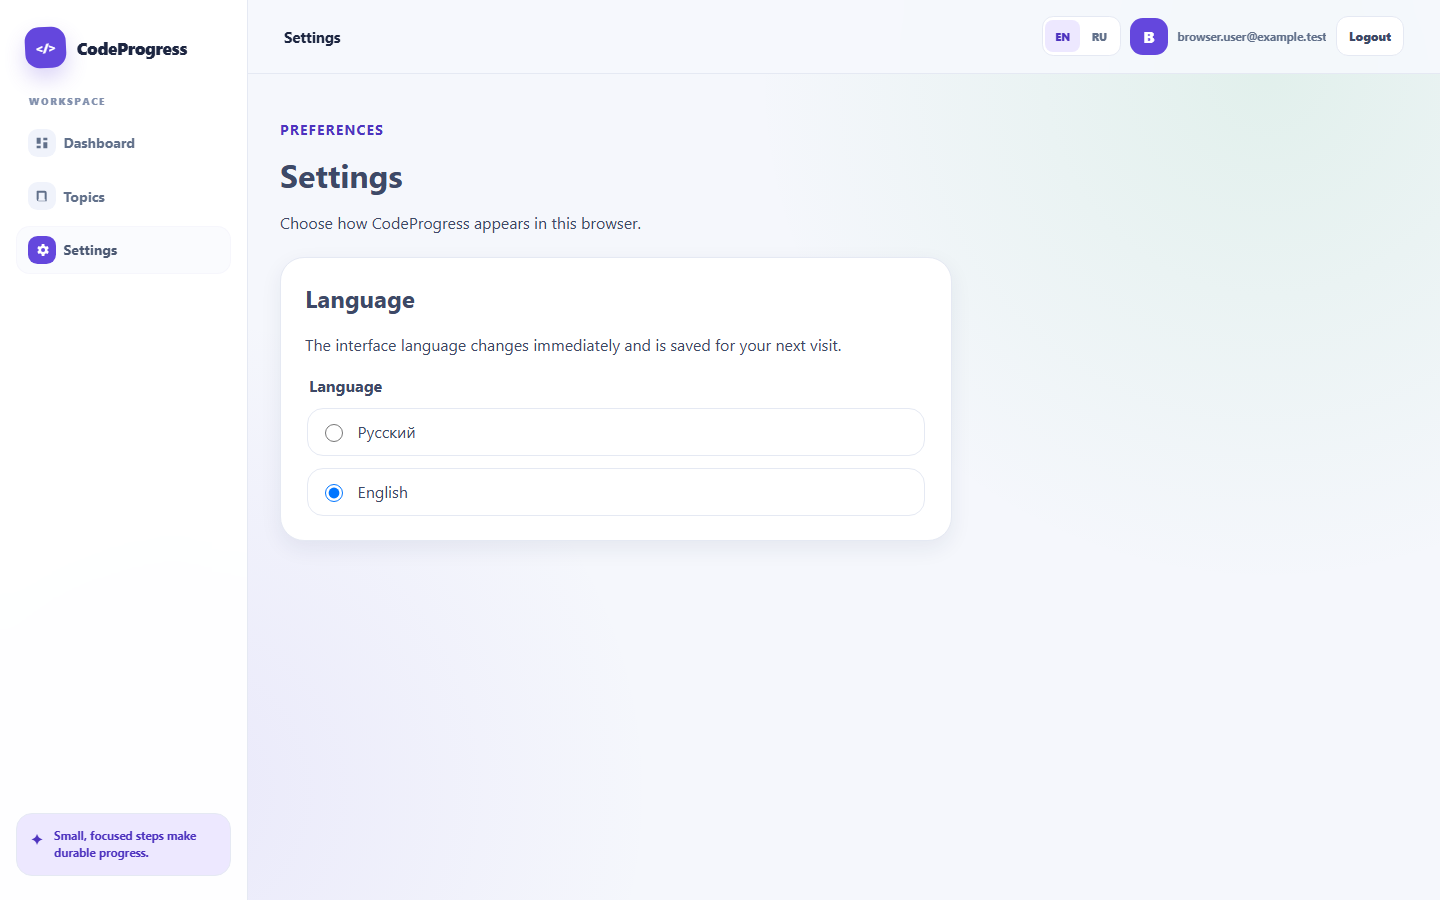 </> CodeProgress
WORKSPACE
Dashboard
Topics
Settings
Small, focused steps make
durable progress.
Settings
EN RU B browser.user@example.test Logout
PREFERENCES
Settings
Choose how CodeProgress appears in this browser.
Language
The interface language changes immediately and is saved for your next visit.
Language
Русский
English